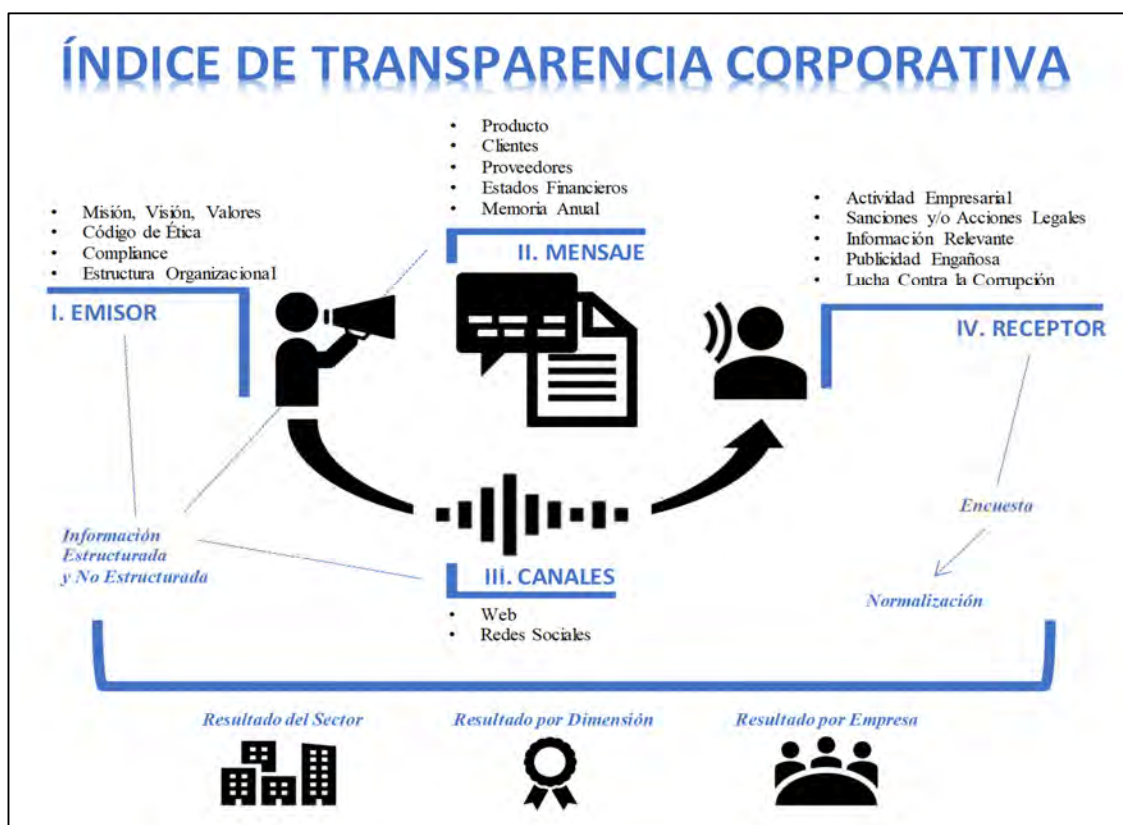 ÍNDICE DE TRANSPARENCIA CORPORATIVA
• Misión, Visión, Valores
• Código de Ética
• Compliance
• Estructura Organizacional
I. EMISOR
• Producto
• Clientes
• Proveedores
• Estados Financieros
• Memoria Anual
II. MENSAJE
• Actividad Empresarial
• Sanciones y/o Acciones Legales
• Información Relevante
• Publicidad Engañosa
• Lucha Contra la Corrupción
IV. RECEPTOR
Información
Estructurada
y No Estructurada
III. CANALES
• Web
• Redes Sociales
Encuesta
Normalización
Resultado del Sector
Resultado por Dimensión
Resultado por Empresa